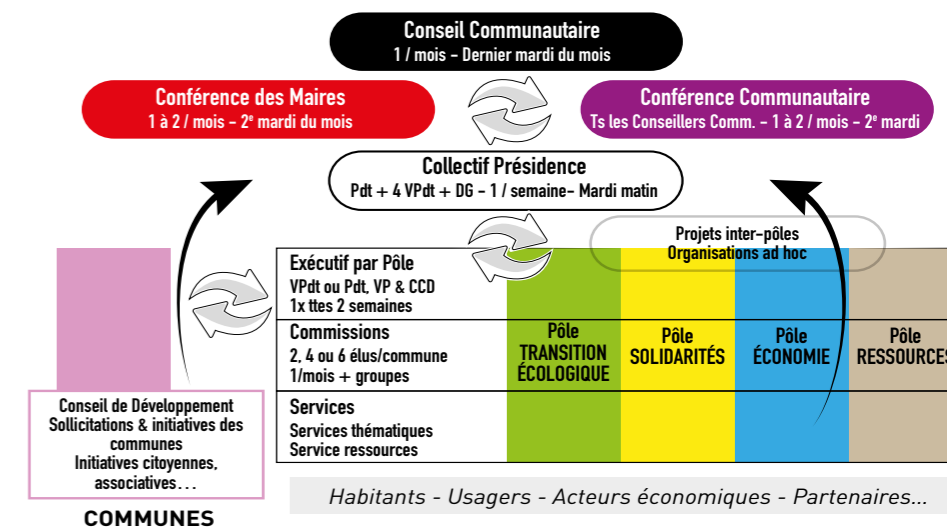 Conseil Communautaire
1 / mois – Dernier mardi du mois
Conférence des Maires
1 à 2 / mois – 2e mardi du mois
Conférence Communautaire
Ts les Conseillers Comm. – 1 à 2 / mois – 2e mardi
Collectif Présidence
Pdt + 4 VPdt + DG – 1 / semaine– Mardi matin
Projets inter-pôles
Organisations ad hoc
Exécutif par Pôle
VPdt ou Pdt, VP & CCD
1x ttes 2 semaines
Commissions
2, 4 ou 6 élus/commune
1/mois + groupes
Pôle
TRANSITION
ÉCOLOGIQUE
Pôle
SOLIDARITÉS
Pôle
ÉCONOMIE
Pôle
RESSOURCES
Services
Services thématiques
Service ressources
Conseil de Développement
Sollicitations & initiatives des
communes
Initiatives citoyennes,
associatives…
COMMUNES
Habitants - Usagers - Acteurs économiques - Partenaires...